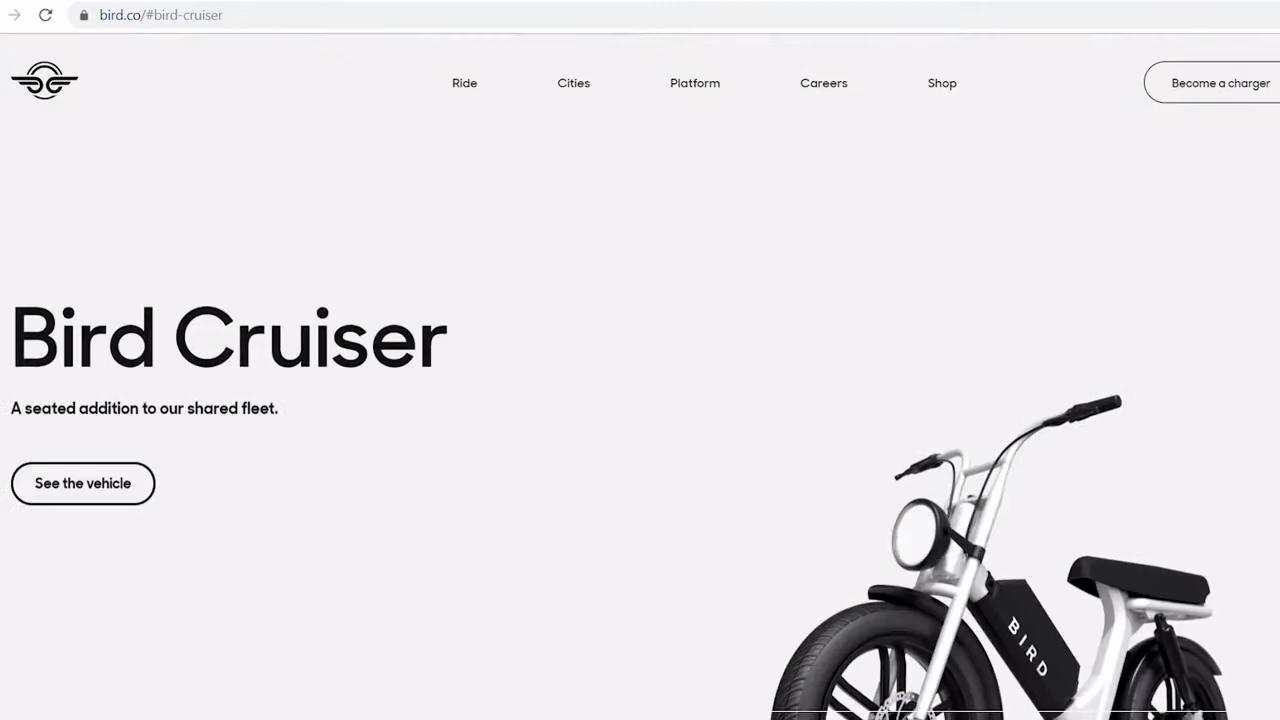 bird.co/#bird-cruiser
Ride Cities Platform Careers Shop Become a charger
Bird Cruiser
A seated addition to our shared fleet.
See the vehicle
BIRD